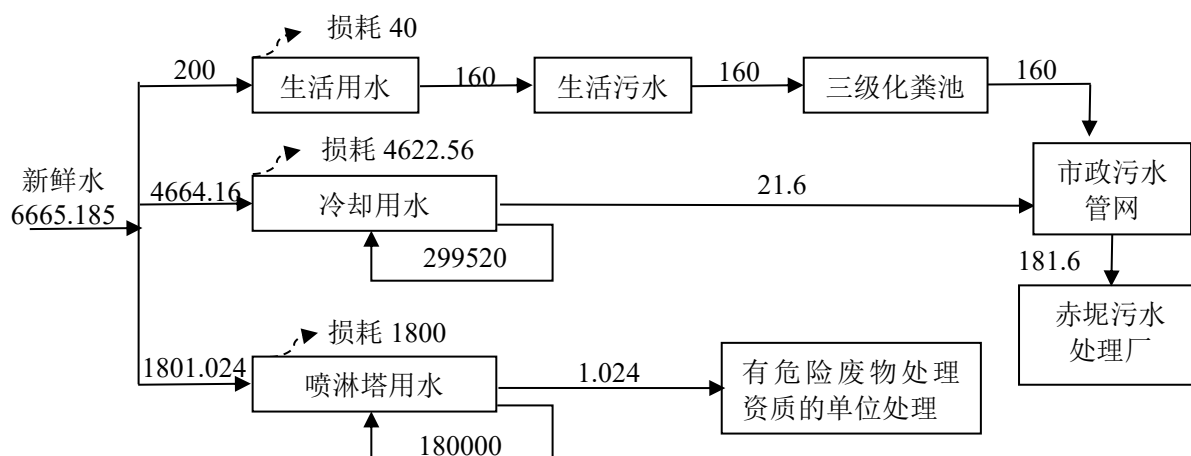 损耗 40
200
生活用水
160
生活污水
160
三级化粪池
160
损耗 4622.56
新鲜水
6665.185
4664.16
冷却用水
21.6
市政污水
管网
299520
181.6
赤坭污水
处理厂
损耗 1800
1801.024
喷淋塔用水
1.024
有危险废物处理
资质的单位处理
180000